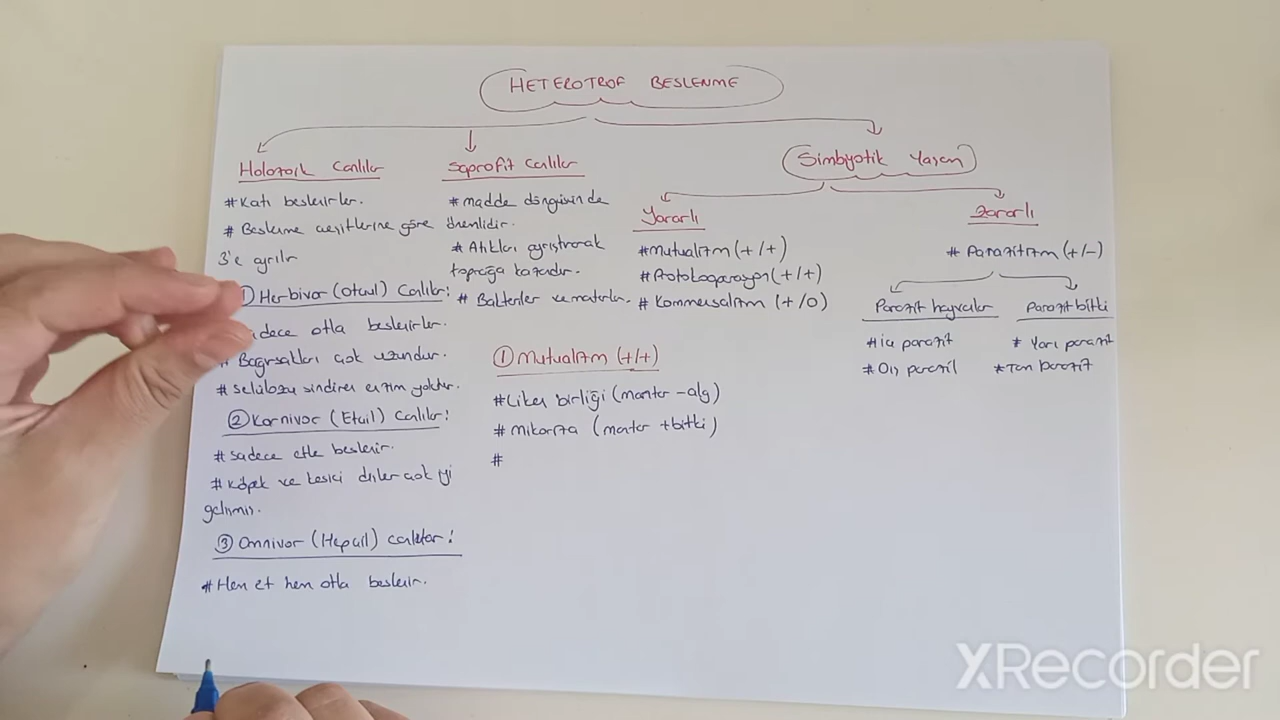 HETEROTROF BESLENME
Holozoik Canlılar
# Katı beslenirler.
# Beslenme çeşitlerine göre
3'e ayrılır
1) Herbivor (Otçul) Canlılar:
Sadece otla beslenirler.
# Bağırsakları çok uzundur.
# Selülozu sindiren enzim yoktur.
2) Karnivor (Etçil) Canlılar:
# Sadece etle beslenir.
# Köpek ve kesici dişler çok iyi
gelişmiş.
3) Omnivor (Hepçil) canlılar:
# Hem et hem otla beslenir.
Saprofit Canlılar
* Madde döngüsünde
önemlidir.
* Atıkları ayrıştırarak
toprağa kazandır.
* Bakteriler ve mantarlar.
Simbiyotik Yaşam
Yararlı
# Mutualizm (+/+)
# Protokooperasyon (+/+)
# Kommensalizm (+/0)
Zararlı
# Parazitizm (+/-)
Parazit hayvanlar
* iç parazit
* Dış parazit
Parazit bitki
* Yarı parazit
* Tam parazit
1) Mutualizm (+/+)
# Liken birliği (mantar - alg)
# Mikoriza (mantar + bitki)
#
XRecorder